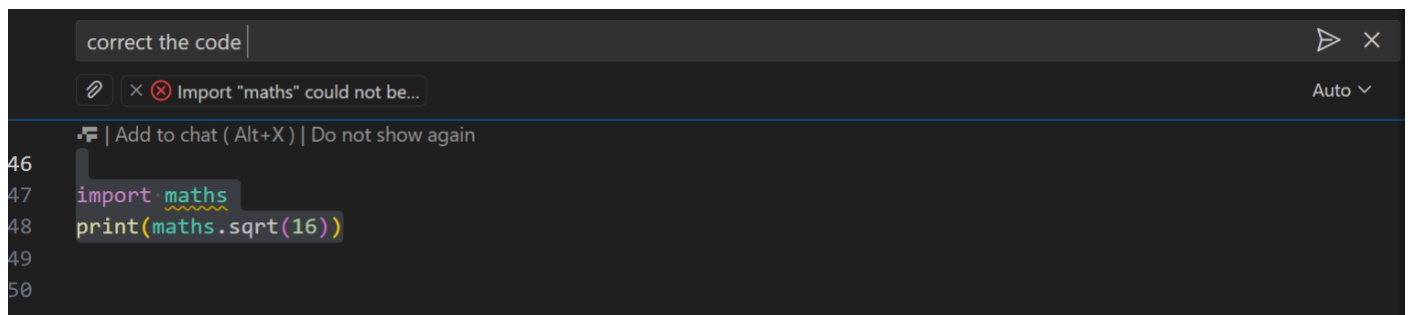 correct the code
Import "maths" could not be...
Auto
| Add to chat ( Alt+X ) | Do not show again
46
47 import maths
48 print(maths.sqrt(16))
49
50